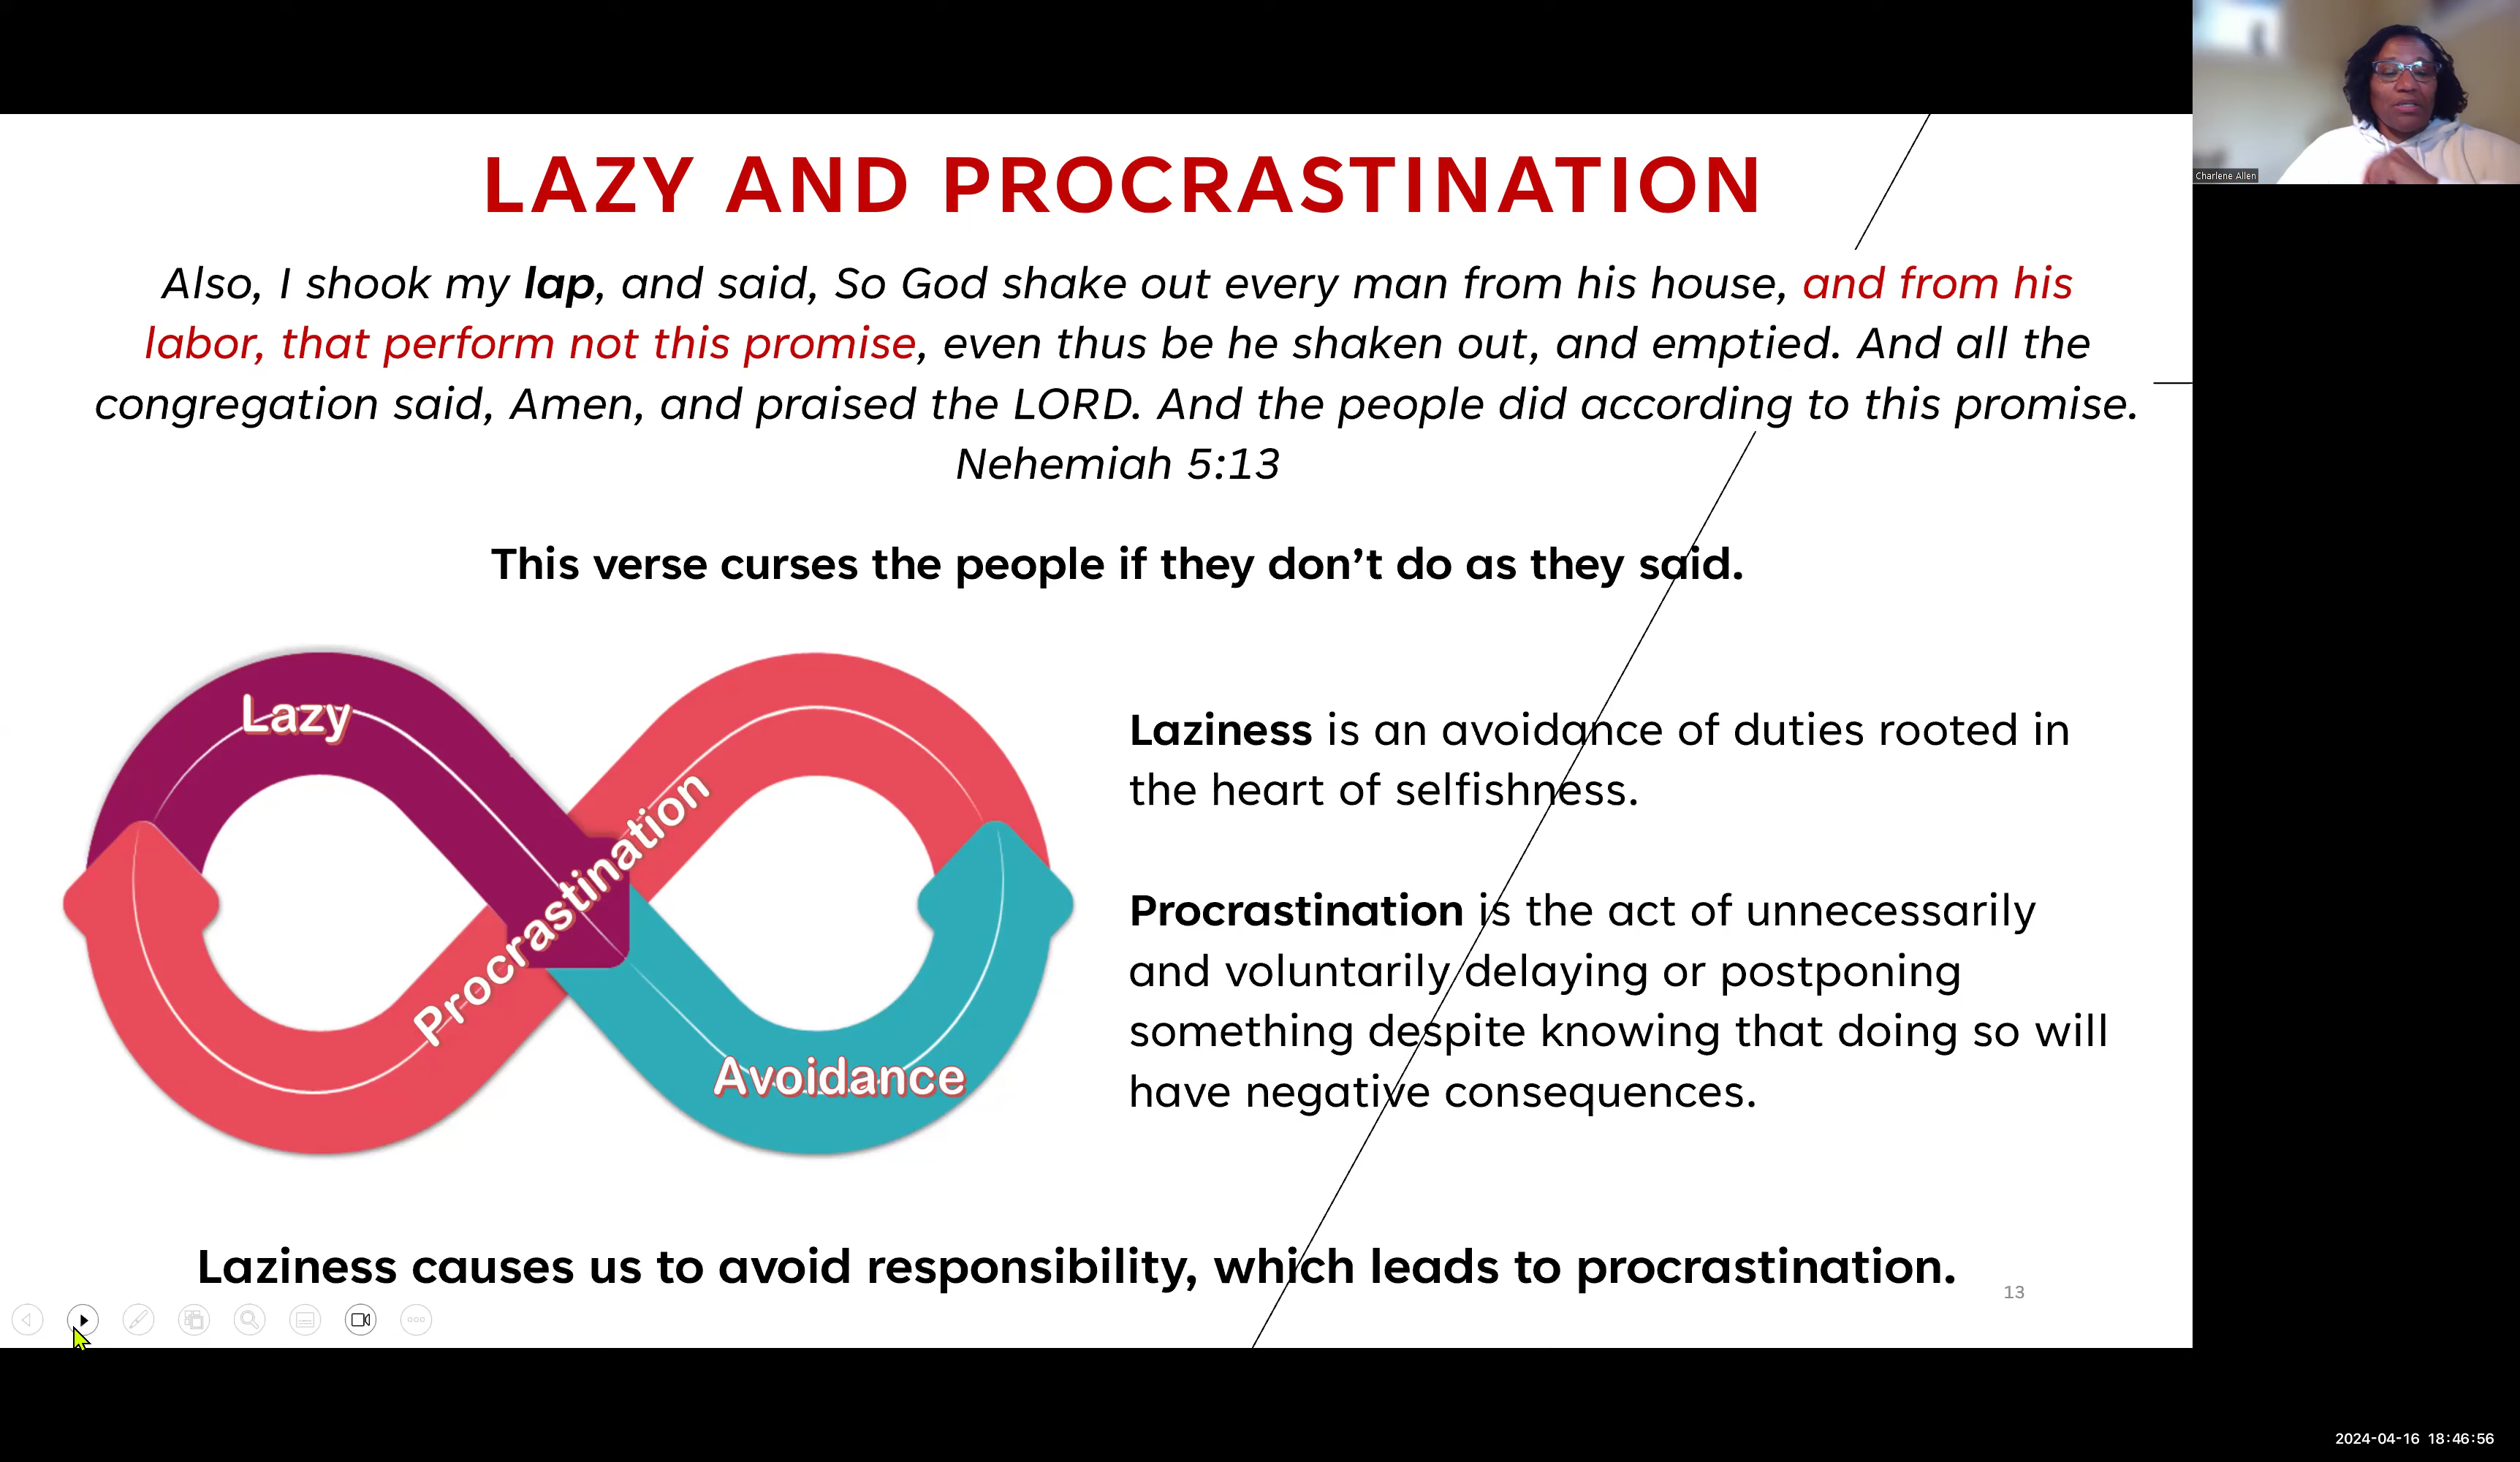 LAZY AND PROCRASTINATION
Also, I shook my lap, and said, So God shake out every man from his house, and from his
labor, that perform not this promise, even thus be he shaken out, and emptied. And all the
congregation said, Amen, and praised the LORD. And the people did according to this promise.
Nehemiah 5:13
This verse curses the people if they don’t do as they said.
Lazy
Procrastination
Avoidance
Laziness is an avoidance of duties rooted in
the heart of selfishness.
Procrastination is the act of unnecessarily
and voluntarily delaying or postponing
something despite knowing that doing so will
have negative consequences.
Laziness causes us to avoid responsibility, which leads to procrastination.
13
Charlene Allen
2024-04-16 18:46:56